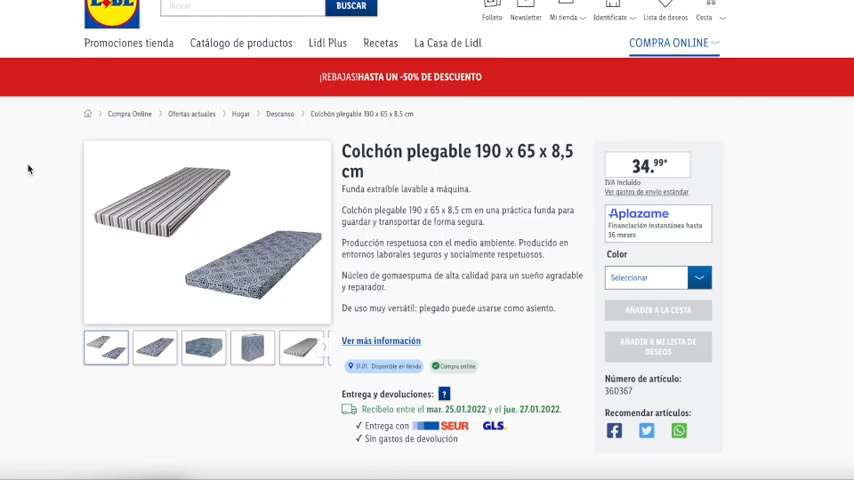 LIDL
Buscar
BUSCAR
Folleto
Newsletter
Mi tienda
Identifícate
Lista de deseos
Cesta
Promociones tienda
Catálogo de productos
Lidl Plus
Recetas
La Casa de Lidl
COMPRA ONLINE
¡REBAJAS!HASTA UN -50% DE DESCUENTO
Compra Online
Ofertas actuales
Hogar
Descanso
Colchón plegable 190 x 65 x 8,5 cm
Colchón plegable 190 x 65 x 8,5
cm
Funda extraíble lavable a máquina.
Colchón plegable 190 x 65 x 8,5 cm en una práctica funda para
guardar y transportar de forma segura.
Producción respetuosa con el medio ambiente. Producido en
entornos laborales seguros y socialmente respetuosos.
Núcleo de gomaespuma de alta calidad para un sueño agradable
y reparador.
De uso muy versátil: plegado puede usarse como asiento.
Ver más información
31.01. Disponible en tienda
Compra online
Entrega y devoluciones: ?
Recíbelo entre el mar. 25.01.2022 y el jue. 27.01.2022.
✓ Entrega con SEUR GLS.
✓ Sin gastos de devolución
34.99*
IVA incluido
Ver gastos de envío estándar
Aplazame
Financiación instantánea hasta
36 meses
Color
Seleccionar
AÑADIR A LA CESTA
AÑADIR A MI LISTA DE
DESEOS
Número de artículo:
360367
Recomendar artículos: